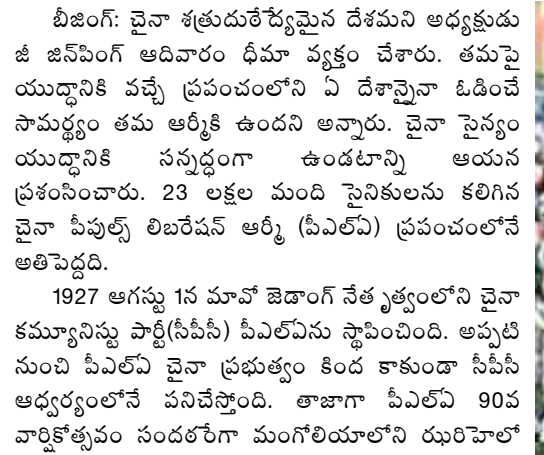 బీజింగ్: చైనా శత్రుదుర్భేద్యమైన దేశమని అధ్యక్షుడు
జీ జిన్‌పింగ్ ఆదివారం ధీమా వ్యక్తం చేశారు. తమపై
యుద్ధానికి వచ్చే ప్రపంచంలోని ఏ దేశాన్నైనా ఓడించే
సామర్థ్యం తమ ఆర్మీకి ఉందని అన్నారు. చైనా సైన్యం
యుద్ధానికి సన్నద్ధంగా ఉండటాన్ని ఆయన
ప్రశంసించారు. 23 లక్షల మంది సైనికులను కలిగిన
చైనా పీపుల్స్ లిబరేషన్ ఆర్మీ (పీఎల్ఏ) ప్రపంచంలోనే
అతిపెద్దది.
1927 ఆగస్టు 1న మావో జెడాంగ్ నేతృత్వంలోని చైనా
కమ్యూనిస్టు పార్టీ(సీపీసీ) పీఎల్ఏను స్థాపించింది. అప్పటి
నుంచి పీఎల్ఏ చైనా ప్రభుత్వం కింద కాకుండా సీపీసీ
ఆధ్వర్యంలోనే పనిచేస్తోంది. తాజాగా పీఎల్ఏ 90వ
వార్షికోత్సవం సందర్భంగా మంగోలియాలోని ఝరిహెలో